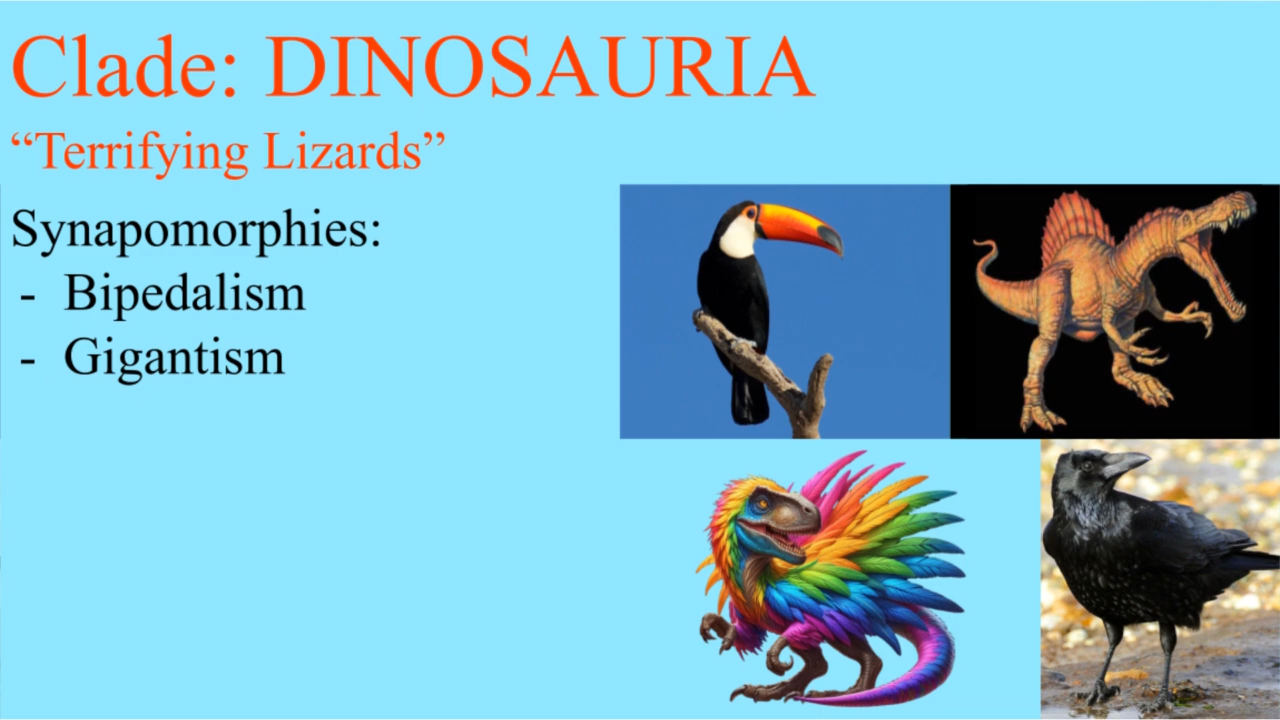 Clade: DINOSAURIA
“Terrifying Lizards”
Synapomorphies:
- Bipedalism
- Gigantism